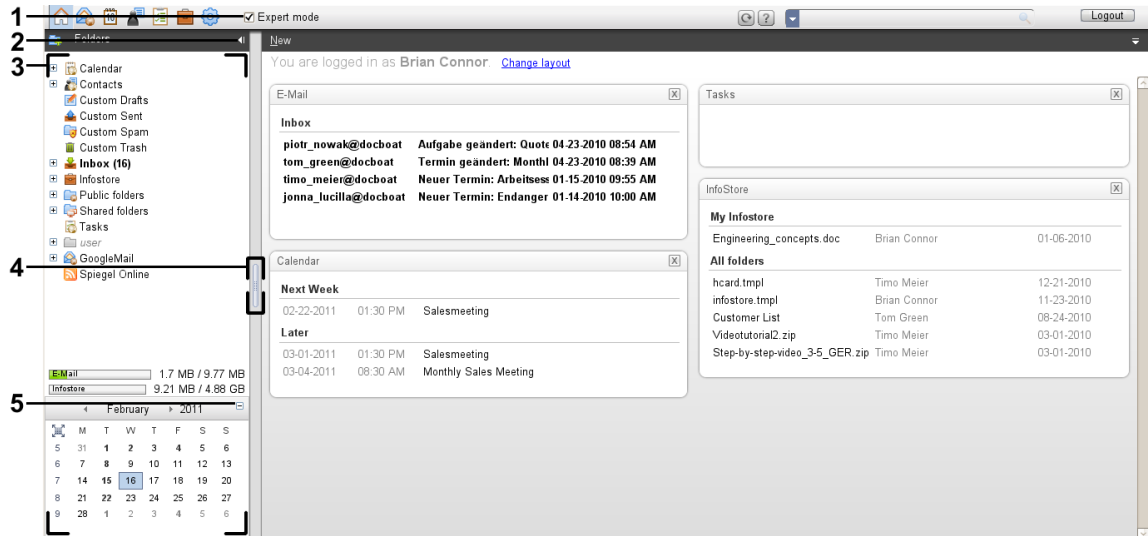 1
10
Expert mode
Logout
2
Folders
New
3
You are logged in as Brian Connor. Change layout
Calendar
Contacts
Custom Drafts
Custom Sent
Custom Spam
Custom Trash
Inbox (16)
Infostore
Public folders
Shared folders
Tasks
user
GoogleMail
Spiegel Online
4
E-Mail 1.7 MB / 9.77 MB
Infostore 9.21 MB / 4.88 GB
5
February 2011
M T W T F S S
5 31 1 2 3 4 5 6
6 7 8 9 10 11 12 13
7 14 15 16 17 18 19 20
8 21 22 23 24 25 26 27
9 28 1 2 3 4 5 6
E-Mail X
Inbox
piotr_nowak@docboat Aufgabe geändert: Quote 04-23-2010 08:54 AM
tom_green@docboat Termin geändert: Monthl 04-23-2010 08:39 AM
timo_meier@docboat Neuer Termin: Arbeitsess 01-15-2010 09:55 AM
jonna_lucilla@docboat Neuer Termin: Endanger 01-14-2010 10:00 AM
Calendar X
Next Week
02-22-2011 01:30 PM Salesmeeting
Later
03-01-2011 01:30 PM Salesmeeting
03-04-2011 08:30 AM Monthly Sales Meeting
Tasks X
InfoStore X
My Infostore
Engineering_concepts.doc Brian Connor 01-06-2010
All folders
hcard.tmpl Timo Meier 12-21-2010
infostore.tmpl Brian Connor 11-23-2010
Customer List Tom Green 08-24-2010
Videotutorial2.zip Timo Meier 03-01-2010
Step-by-step-video_3-5_GER.zip Timo Meier 03-01-2010